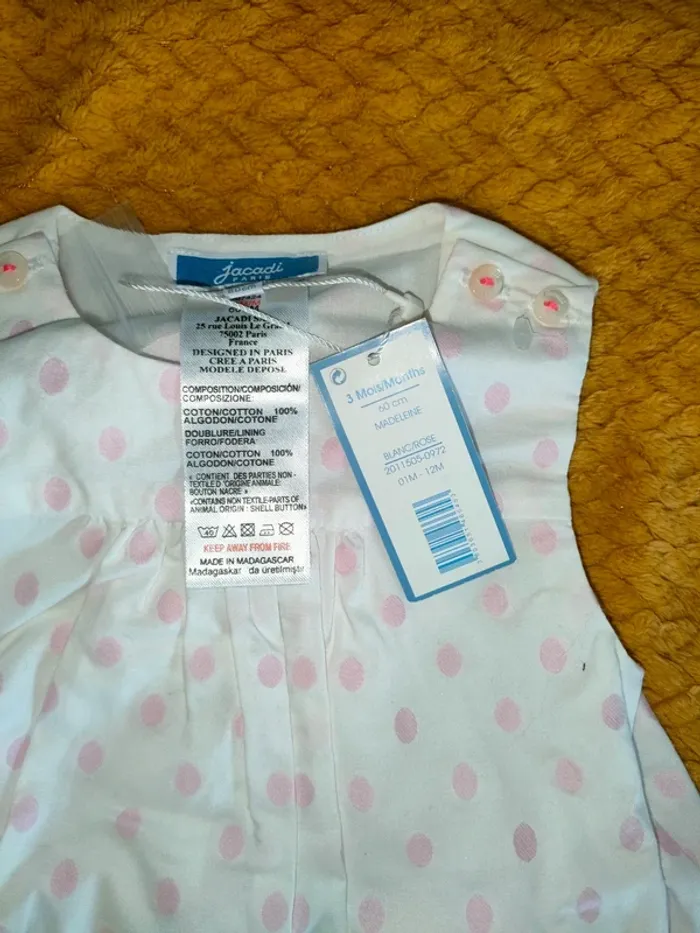 jacadi
PARIS
JACADI S.A.
25 rue Louis Le Grand
75002 Paris
France
DESIGNED IN PARIS
CREE A PARIS
MODELE DEPOSE
COMPOSITION/COMPOSICIÓN/
COMPOSIZIONE:
COTON/COTTON 100%
ALGODON/COTONE
DOUBLURE/LINING
FORRO/FODERA
COTON/COTTON 100%
ALGODON/COTONE
« CONTIENT DES PARTIES NON -
TEXTILE D 'ORIGINE ANIMALE:
BOUTON NACRE »
«CONTAINS NON TEXTILE-PARTS OF
ANIMAL ORIGIN : SHELL BUTTON»
40
KEEP AWAY FROM FIRE
MADE IN MADAGASCAR
Madagaskar da üretilmiştir
3 Mois/Months
60 cm
MADELEINE
BLANC/ROSE
2011505-0972
01M - 12M